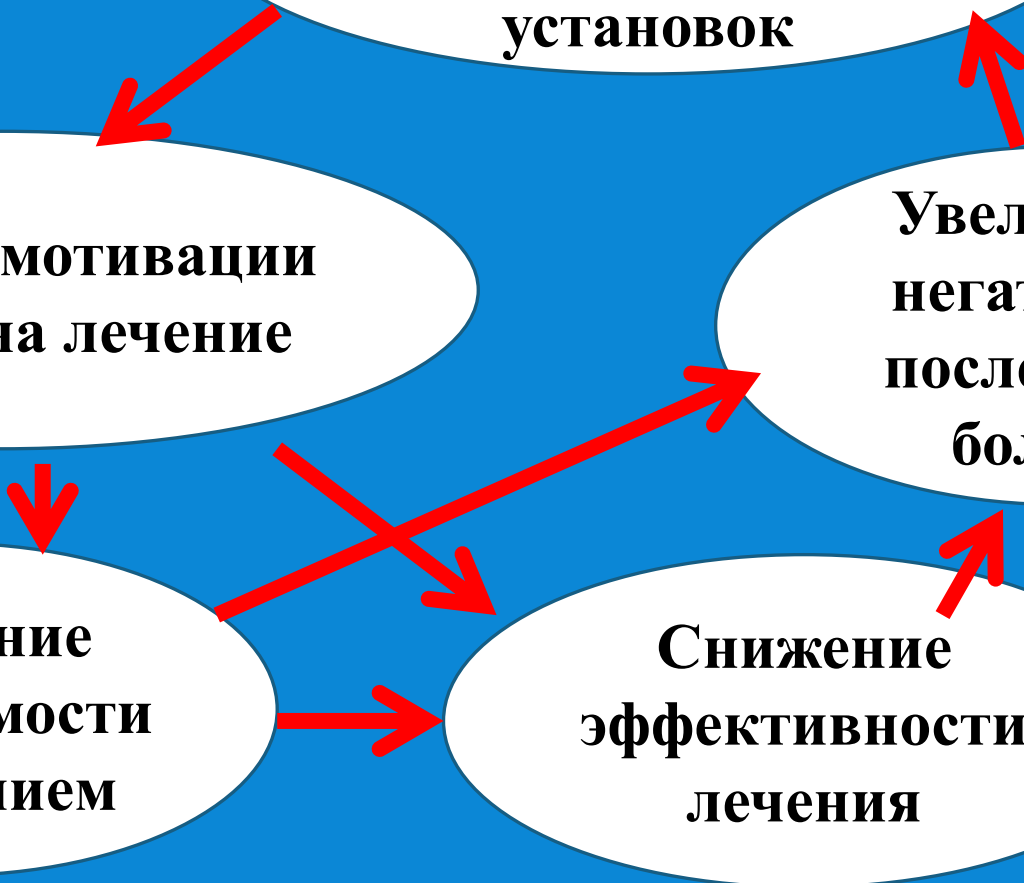 установок
мотивации
на лечение
Увел
негат
после
бол
ние
мости
нием
Снижение
эффективности
лечения